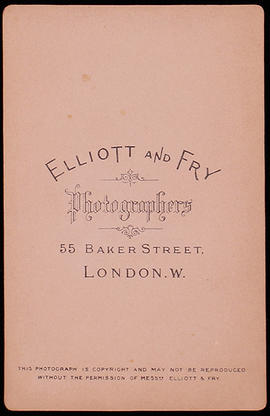 ELLIOTT AND FRY
Photographers
55 BAKER STREET,
LONDON.W.
THIS PHOTOGRAPH IS COPYRIGHT AND MAY NOT BE REPRODUCED
WITHOUT THE PERMISSION OF MESSRS ELLIOTT & FRY.